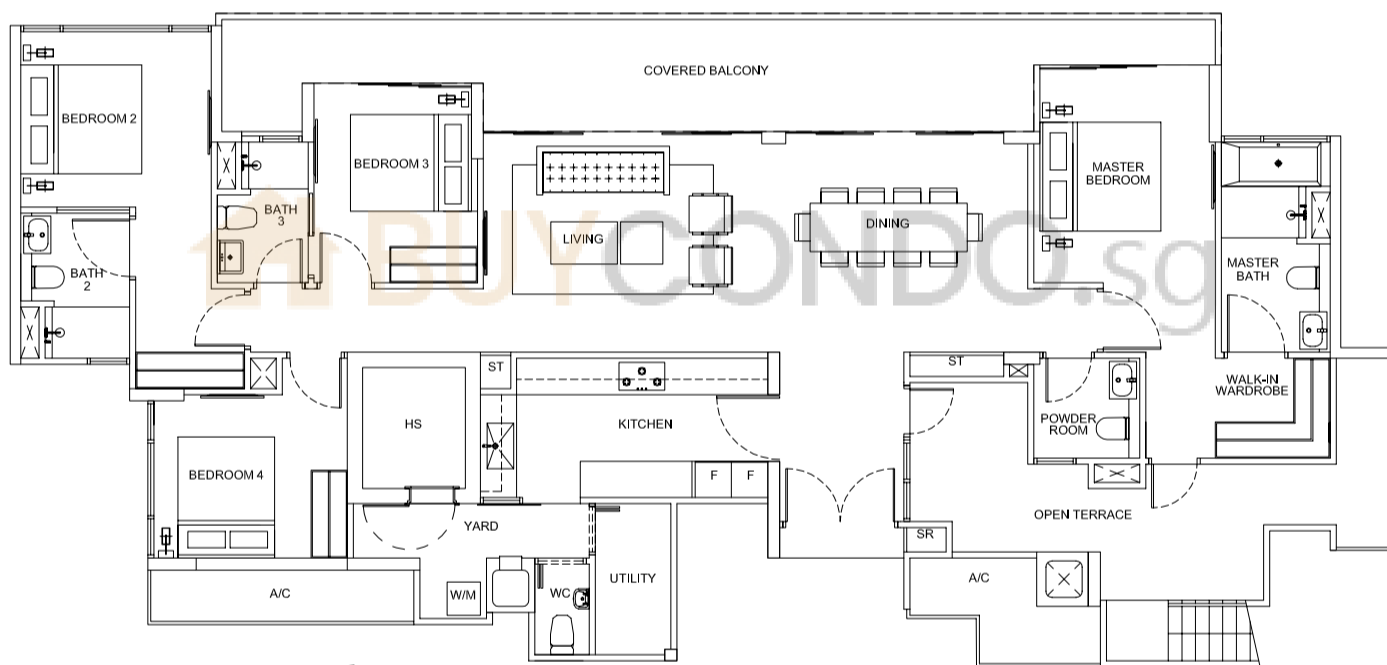 COVERED BALCONY
BEDROOM 2
BEDROOM 3
MASTER
BEDROOM
BATH
3
LIVING
DINING
BUYCONDO.sg
BATH
2
MASTER
BATH
ST
ST
WALK-IN
WARDROBE
HS
KITCHEN
POWDER
ROOM
BEDROOM 4
F
F
YARD
OPEN TERRACE
SR
A/C
W/M
WC
UTILITY
A/C